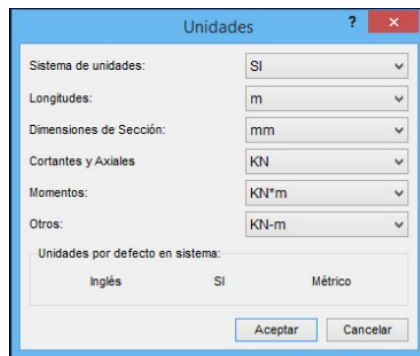 Unidades
? ×
Sistema de unidades: SI
Longitudes: m
Dimensiones de Sección: mm
Cortantes y Axiales KN
Momentos: KN*m
Otros: KN-m
Unidades por defecto en sistema:
Inglés SI Métrico
Aceptar Cancelar